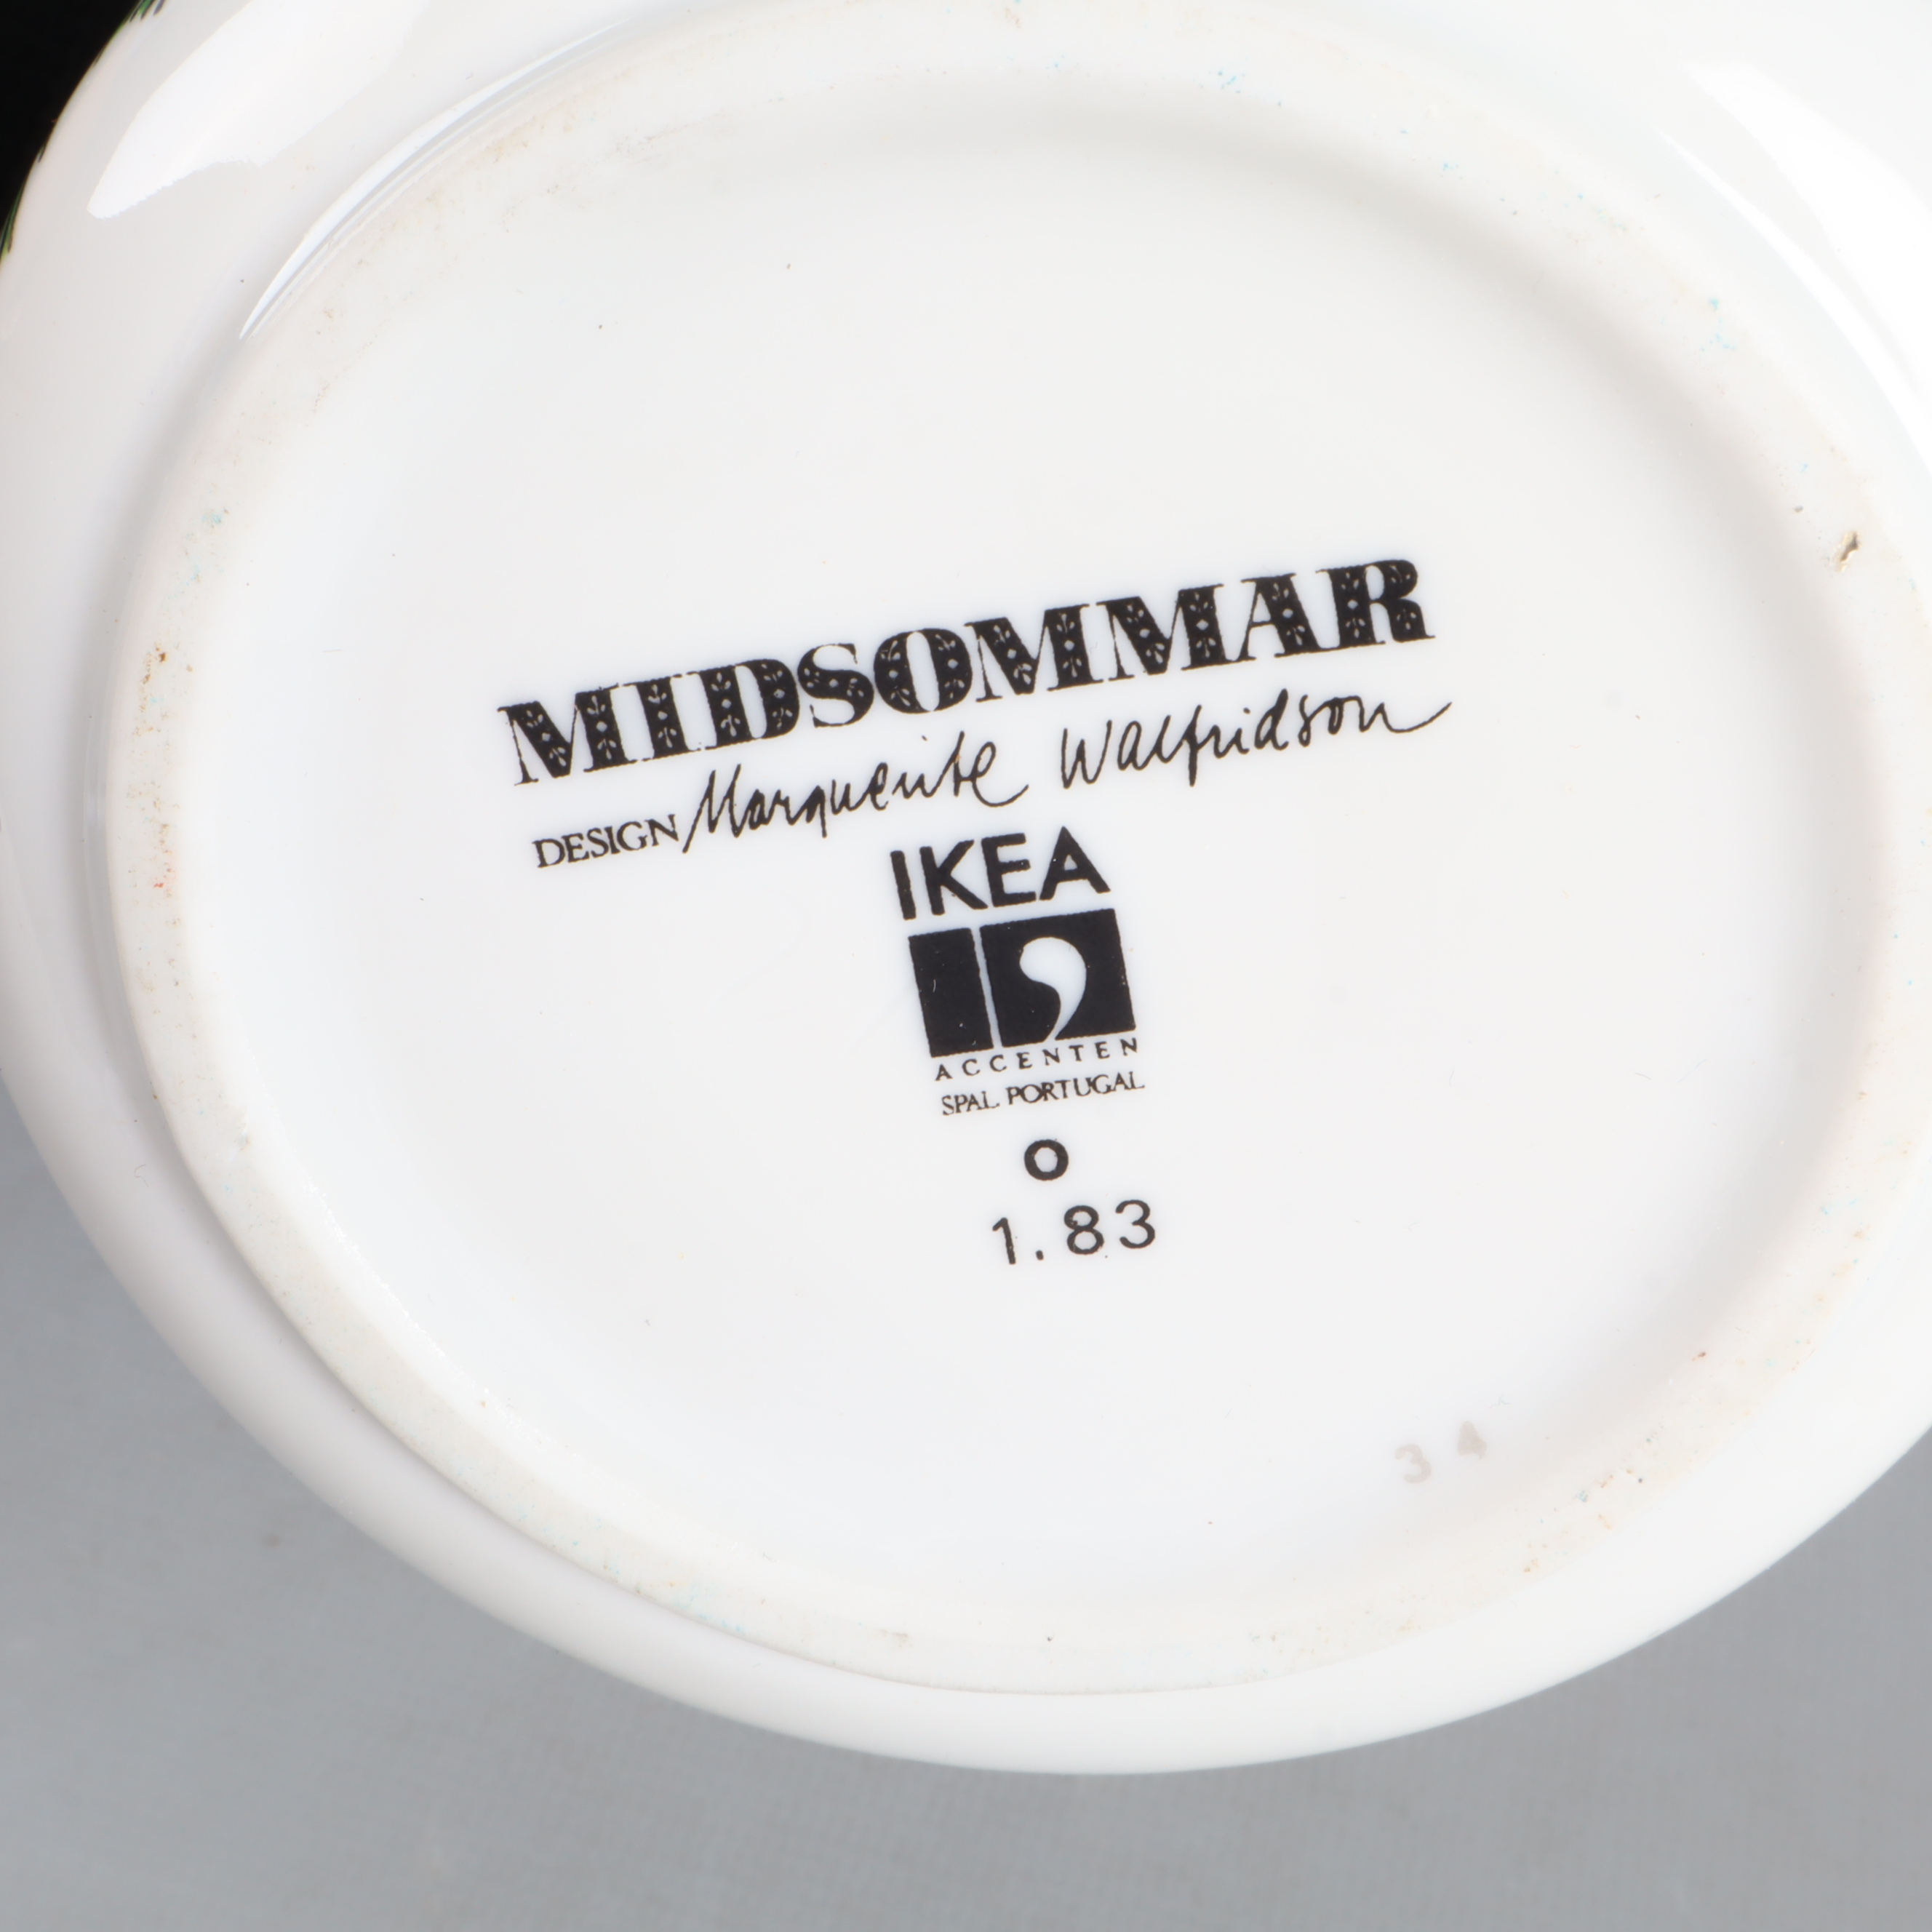 MIDSOMMAR
DESIGN Marguerite Walfridson
IKEA
ACCENTEN
SPAL PORTUGAL
O
1.83
34